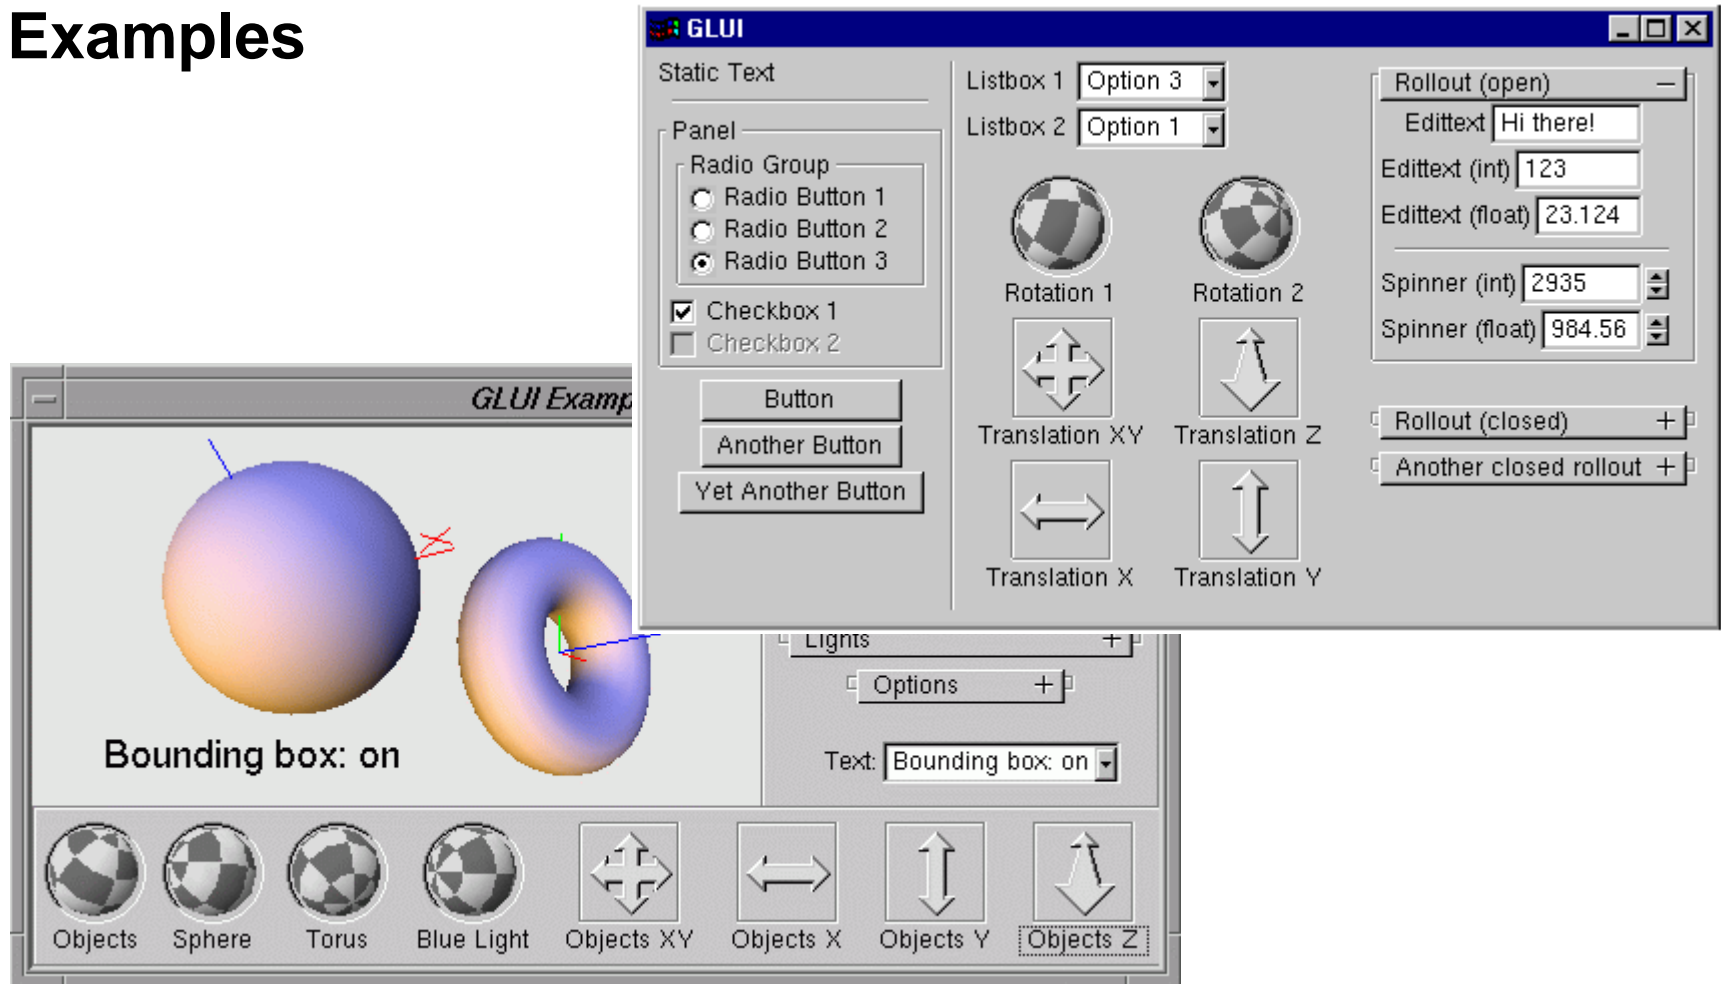 Examples
GLUI
Static Text
Panel
Radio Group
Radio Button 1
Radio Button 2
Radio Button 3
Checkbox 1
Checkbox 2
Button
Another Button
Yet Another Button
Listbox 1 Option 3
Listbox 2 Option 1
Rotation 1 Rotation 2
Translation XY Translation Z
Translation X Translation Y
Rollout (open)
Edittext Hi there!
Edittext (int) 123
Edittext (float) 23.124
Spinner (int) 2935
Spinner (float) 984.56
Rollout (closed)
Another closed rollout
GLUI Examp
Bounding box: on
Lights
Options
Text: Bounding box: on
Objects Sphere Torus Blue Light Objects XY Objects X Objects Y Objects Z